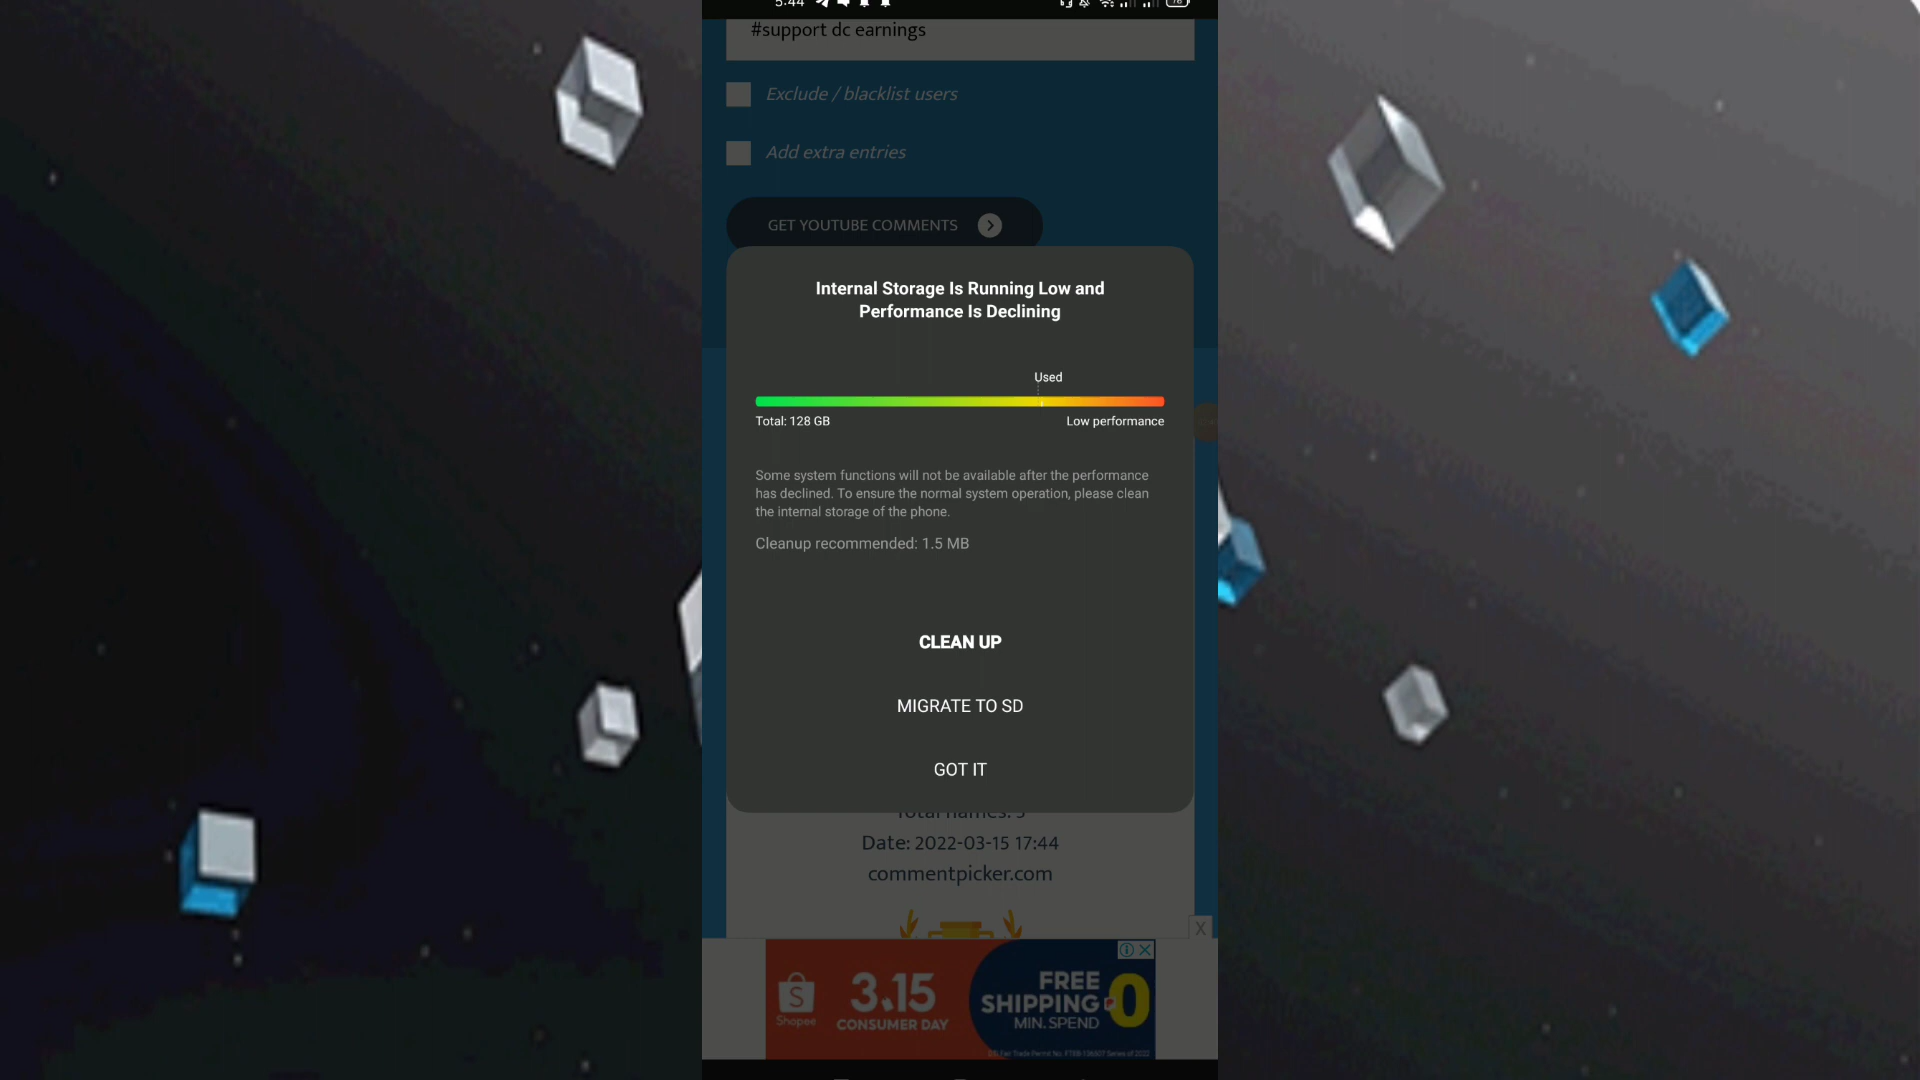 5:44
#support dc earnings
Exclude / blacklist users
Add extra entries
GET YOUTUBE COMMENTS
Internal Storage Is Running Low and
Performance Is Declining
Used
Total: 128 GB
Low performance
Some system functions will not be available after the performance
has declined. To ensure the normal system operation, please clean
the internal storage of the phone.
Cleanup recommended: 1.5 MB
CLEAN UP
MIGRATE TO SD
GOT IT
Total names:
Date: 2022-03-15 17:44
commentpicker.com
X
Shopee
3.15
CONSUMER DAY
FREE
SHIPPING
MIN. SPEND
0